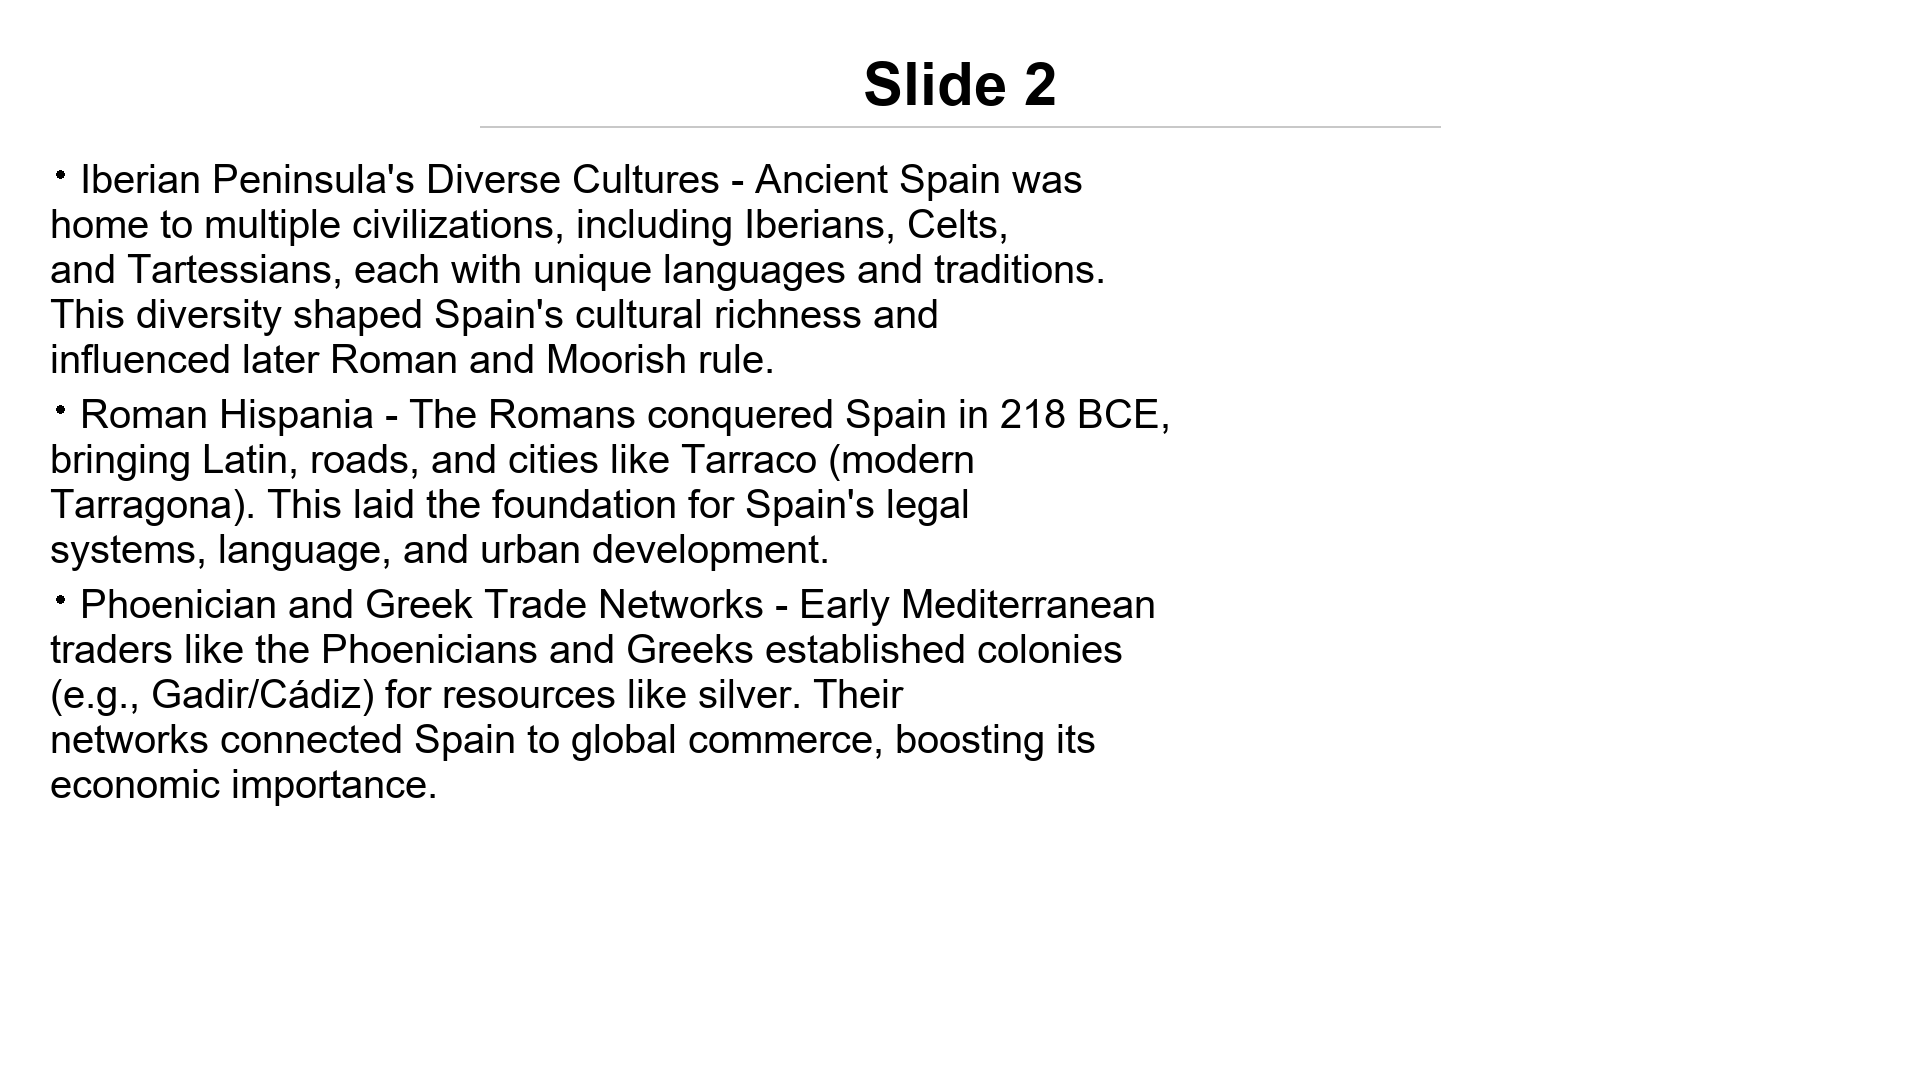 Slide 2
• Iberian Peninsula's Diverse Cultures - Ancient Spain was
home to multiple civilizations, including Iberians, Celts,
and Tartessians, each with unique languages and traditions.
This diversity shaped Spain's cultural richness and
influenced later Roman and Moorish rule.
• Roman Hispania - The Romans conquered Spain in 218 BCE,
bringing Latin, roads, and cities like Tarraco (modern
Tarragona). This laid the foundation for Spain's legal
systems, language, and urban development.
• Phoenician and Greek Trade Networks - Early Mediterranean
traders like the Phoenicians and Greeks established colonies
(e.g., Gadir/Cádiz) for resources like silver. Their
networks connected Spain to global commerce, boosting its
economic importance.